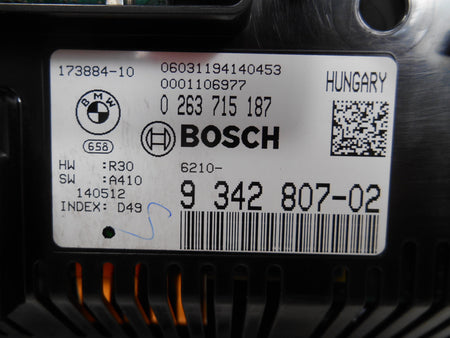 173884-10
06031194140453
0001106977
HUNGARY
BMW
0 263 715 187
658
BOSCH
HW :R30
SW :A410
140512
INDEX: D49
6210-
9 342 807-02